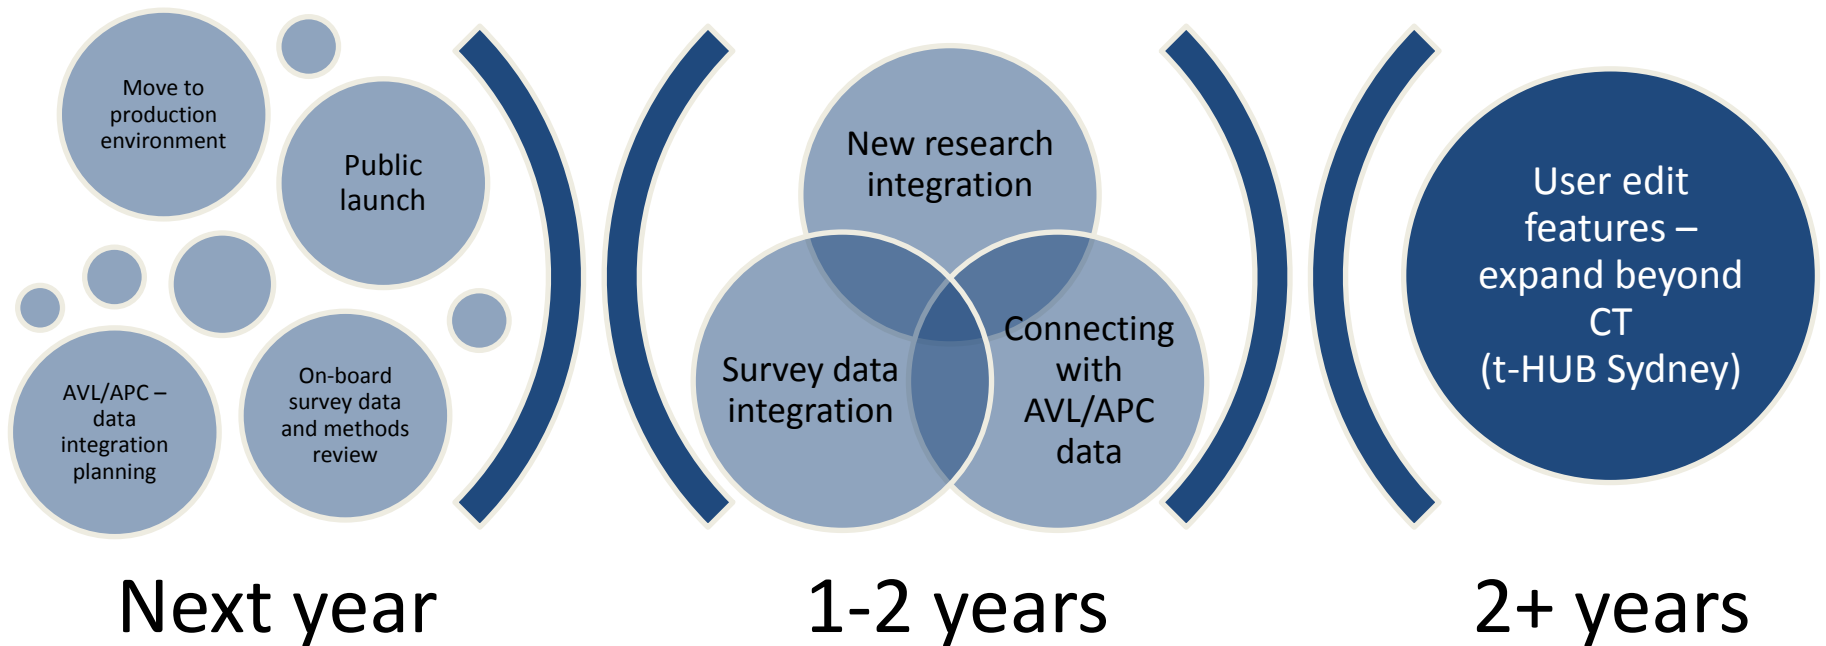 Move to
production
environment
Public
launch
AVL/APC –
data
integration
planning
On-board
survey data
and methods
review
Next year
New research
integration
Survey data
integration
Connecting
with
AVL/APC
data
1-2 years
User edit
features –
expand beyond
CT
(t-HUB Sydney)
2+ years